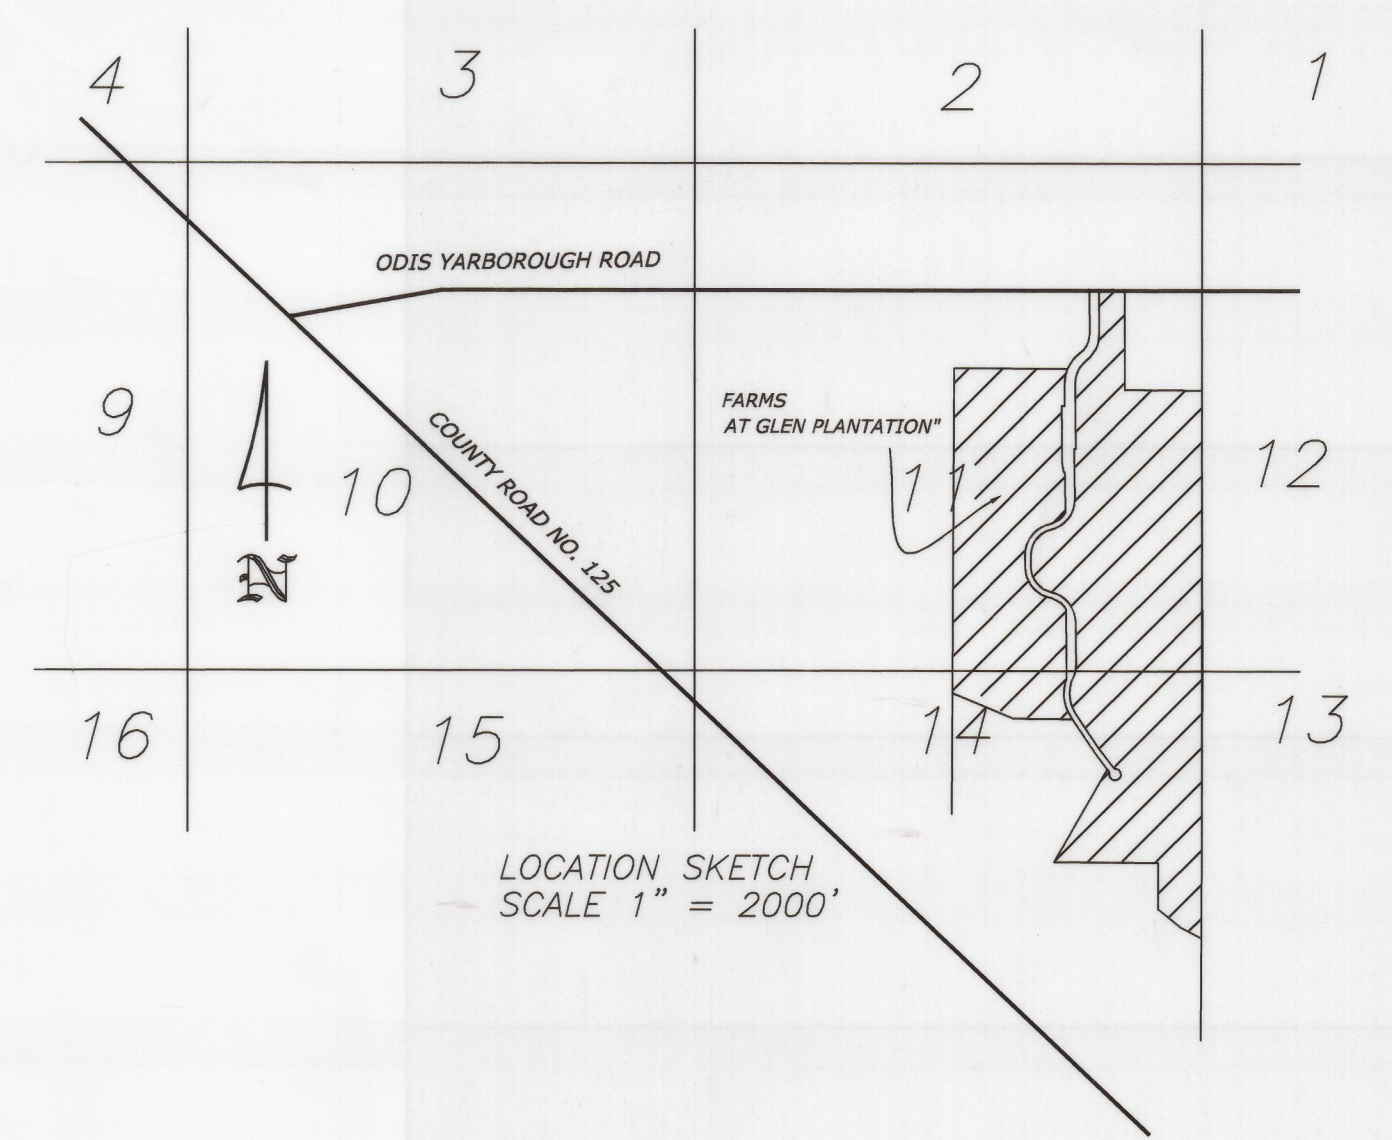 4
3
2
1
ODIS YARBOROUGH ROAD
9
10
COUNTY ROAD NO. 125
FARMS
AT GLEN PLANTATION"
11
12
N
16
15
14
13
LOCATION SKETCH
SCALE 1" = 2000'